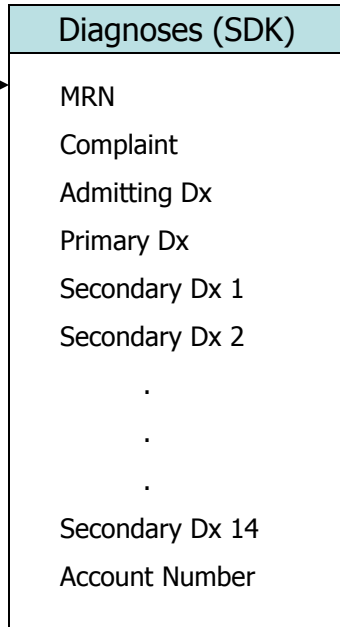 Diagnoses (SDK)
MRN
Complaint
Admitting Dx
Primary Dx
Secondary Dx 1
Secondary Dx 2
.
.
.
Secondary Dx 14
Account Number